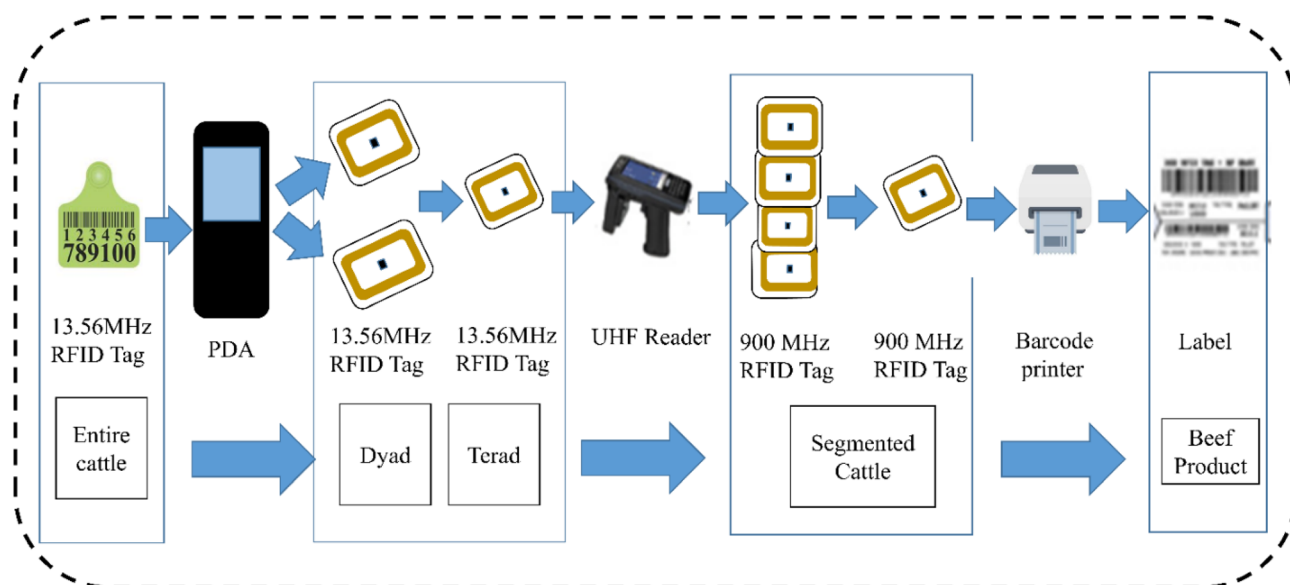 1 2 3 4 5 6
789100
13.56MHz
RFID Tag
PDA
13.56MHz
RFID Tag
13.56MHz
RFID Tag
UHF Reader
900 MHz
RFID Tag
900 MHz
RFID Tag
Barcode
printer
Label
Entire
cattle
Dyad
Terad
Segmented
Cattle
Beef
Product